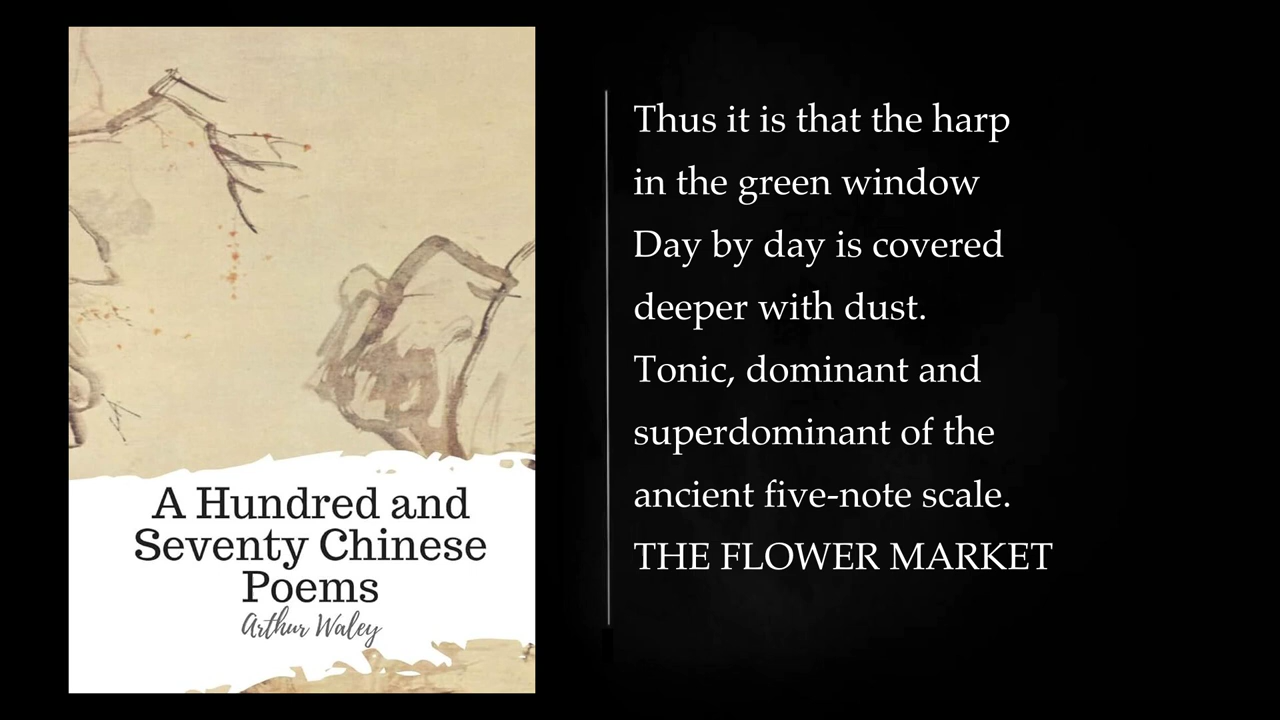 A Hundred and
Seventy Chinese
Poems
Arthur Waley
Thus it is that the harp
in the green window
Day by day is covered
deeper with dust.
Tonic, dominant and
superdominant of the
ancient five-note scale.
THE FLOWER MARKET